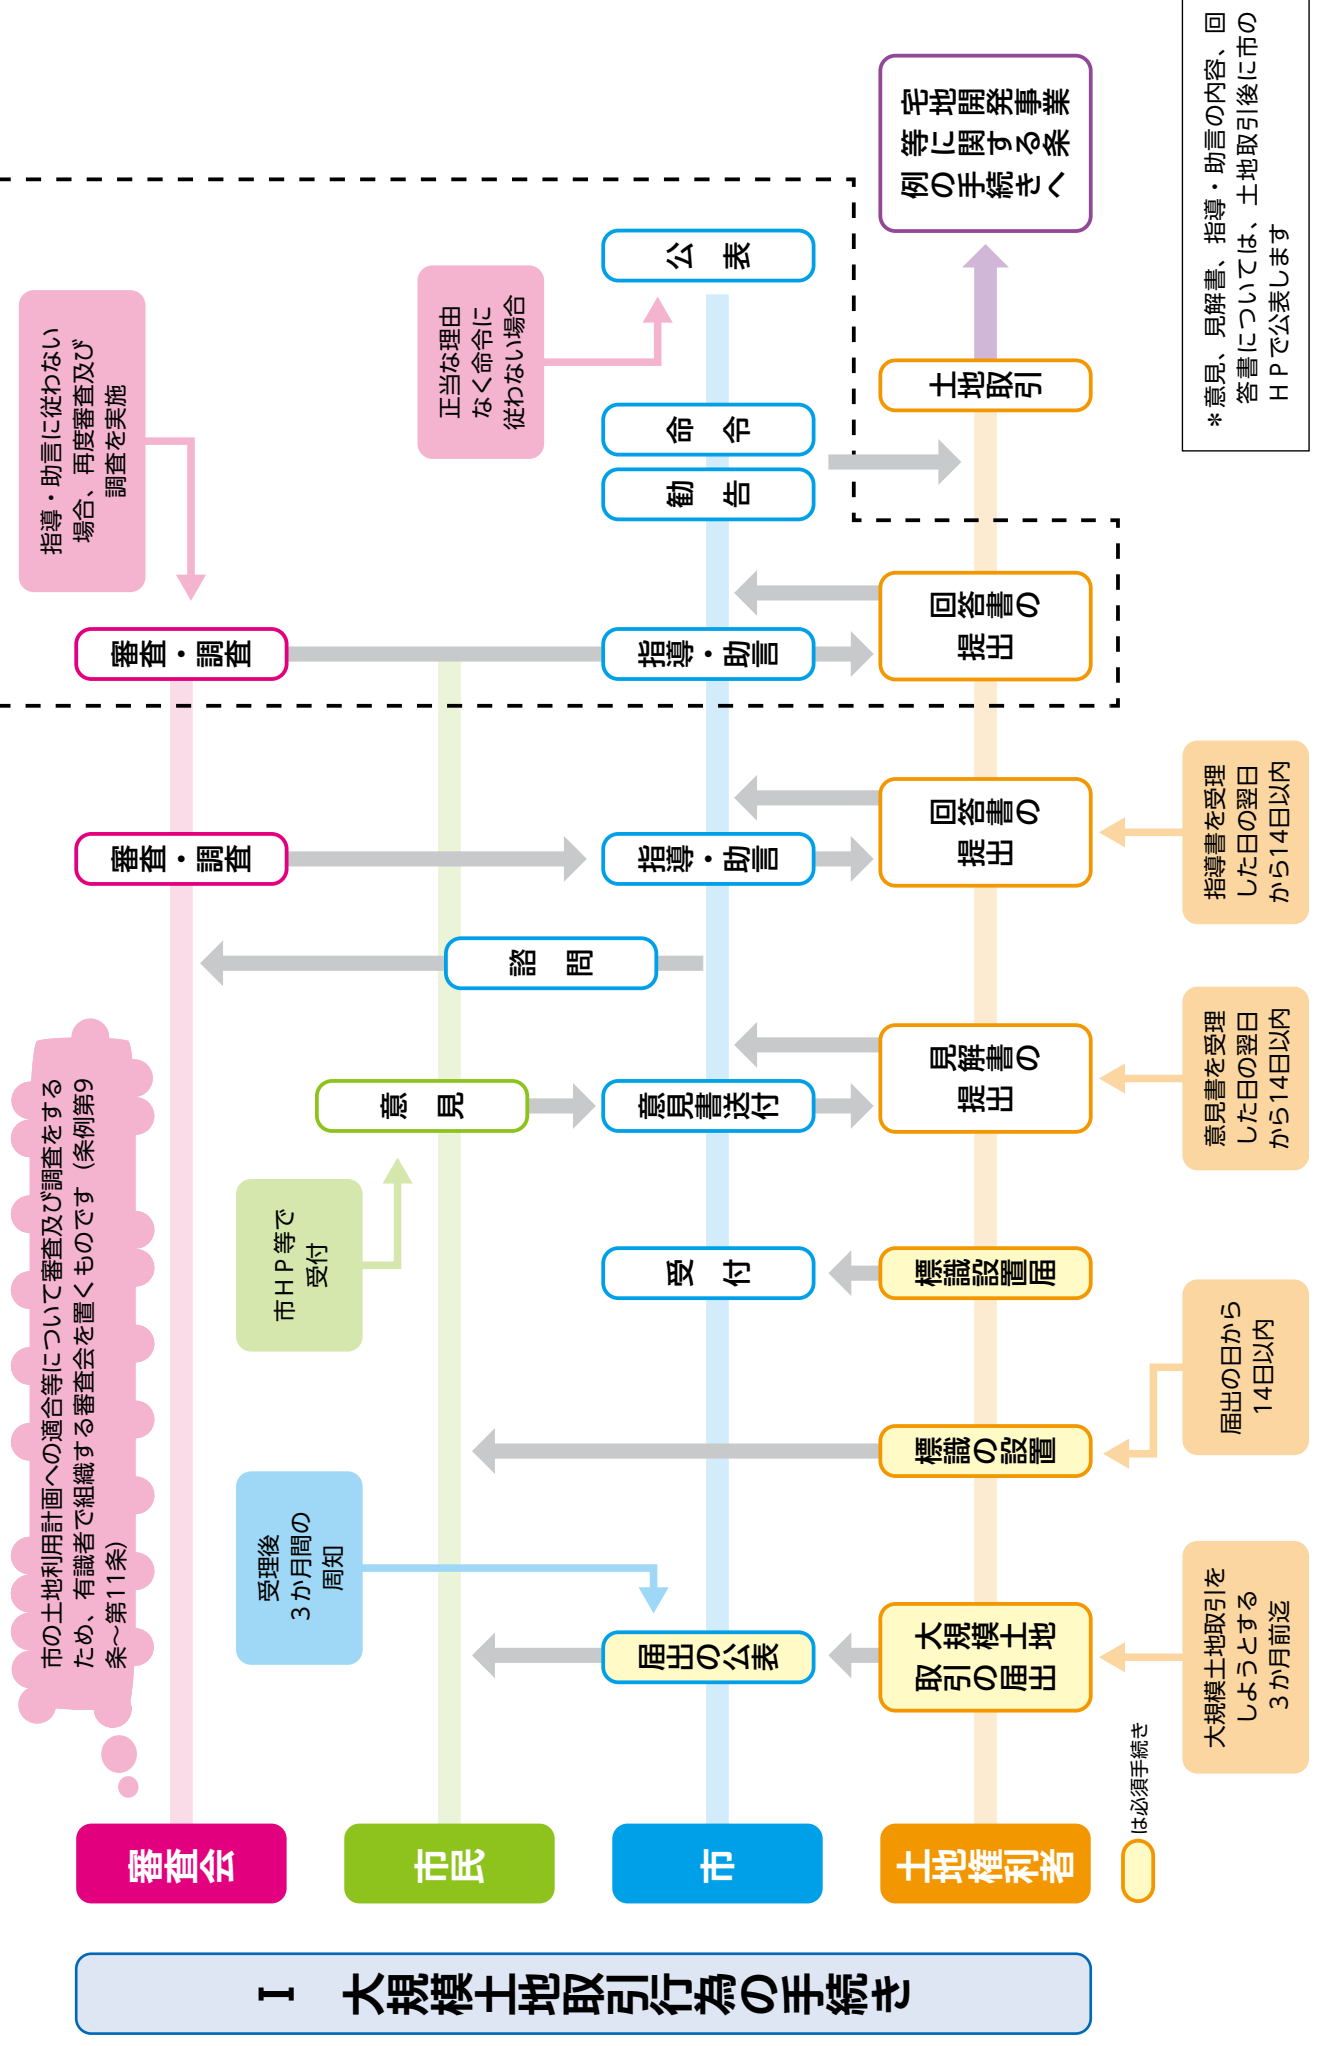 Ⅰ　大規模土地取引行為の手続き
審査会
市民
市
土地権利者
は必須手続き
市の土地利用計画への適合等について審査及び調査をする
ため、有識者で組織する審査会を置くものです（条例第9
条～第11条）
大規模土地取引を
しようとする
３か月前迄
大規模土地
取引の届出
届出の公表
受理後
３か月間の
周知
届出の日から
14日以内
標識の設置
標識設置届
受　付
市ＨＰ等で
受付
意　見
意見書送付
見解書の
提出
意見書を受理
した日の翌日
から14日以内
諮　問
審査・調査
指導・助言
回答書の
提出
指導書を受理
した日の翌日
から14日以内
審査・調査
指導・助言
回答書の
提出
指導・助言に従わない
場合、再度審査及び
調査を実施
勧　告
命　令
正当な理由
なく命令に
従わない場合
公　表
土地取引
宅地開発事業
等に関する条
例の手続きへ
＊意見、見解書、指導・助言の内容、回
答書については、土地取引後に市の
ＨＰで公表します